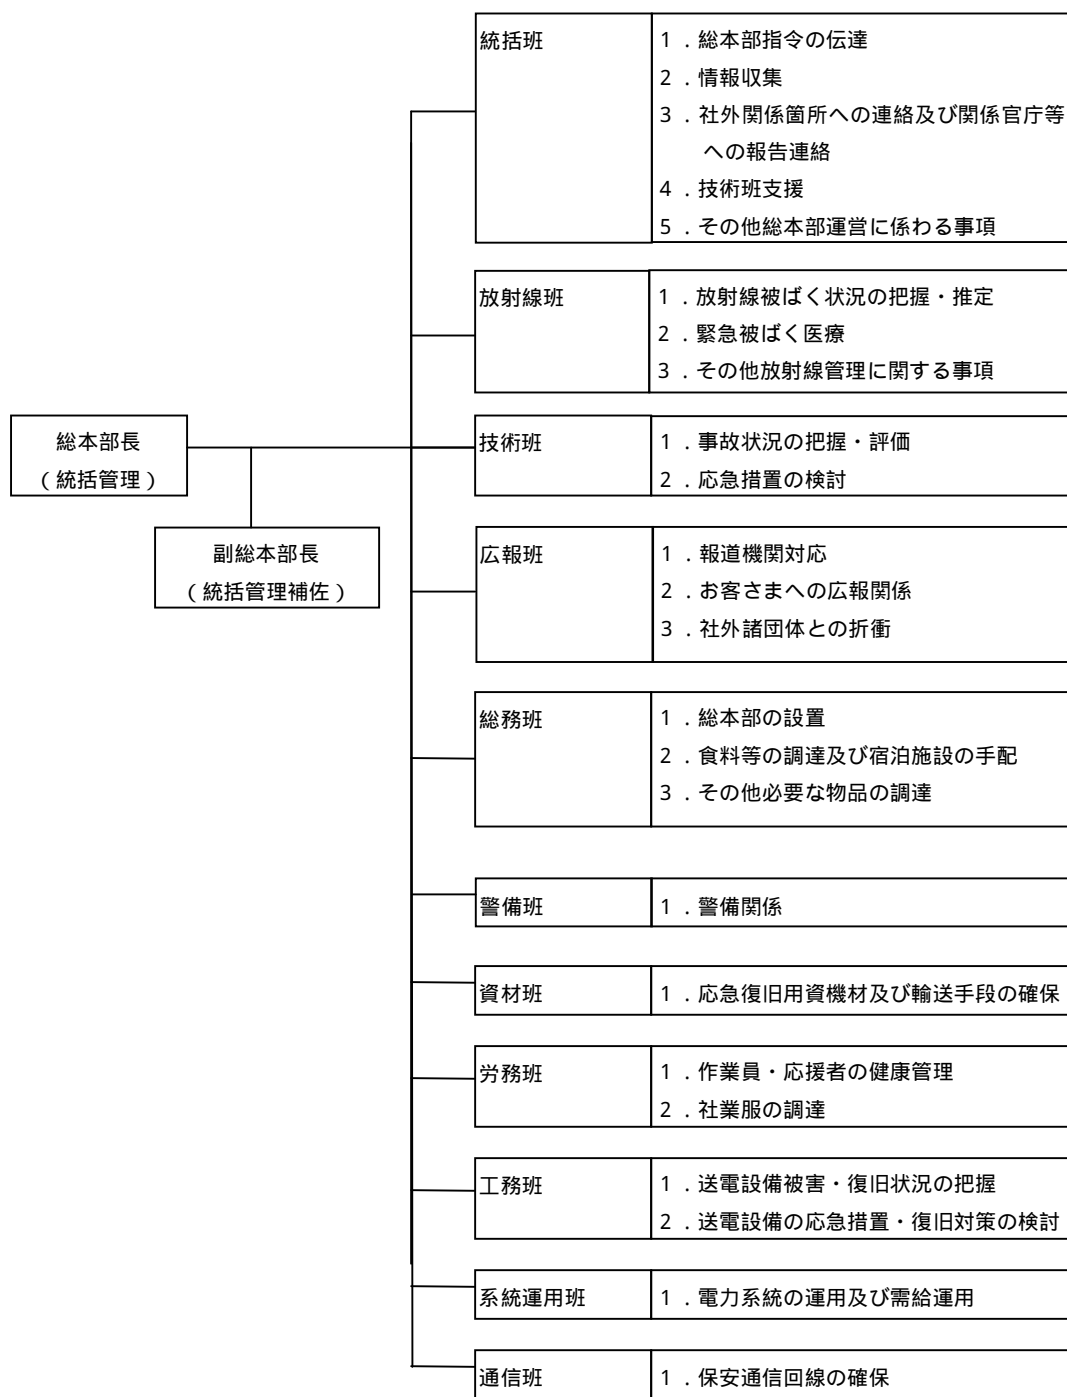 統括班
1．総本部指令の伝達
2．情報収集
3．社外関係箇所への連絡及び関係官庁等
への報告連絡
4．技術班支援
5．その他総本部運営に係わる事項
放射線班
1．放射線被ばく状況の把握・推定
2．緊急被ばく医療
3．その他放射線管理に関する事項
総本部長
（統括管理）
副総本部長
（統括管理補佐）
技術班
1．事故状況の把握・評価
2．応急措置の検討
広報班
1．報道機関対応
2．お客さまへの広報関係
3．社外諸団体との折衝
総務班
1．総本部の設置
2．食料等の調達及び宿泊施設の手配
3．その他必要な物品の調達
警備班
1．警備関係
資材班
1．応急復旧用資機材及び輸送手段の確保
労務班
1．作業員・応援者の健康管理
2．社業服の調達
工務班
1．送電設備被害・復旧状況の把握
2．送電設備の応急措置・復旧対策の検討
系統運用班
1．電力系統の運用及び需給運用
通信班
1．保安通信回線の確保